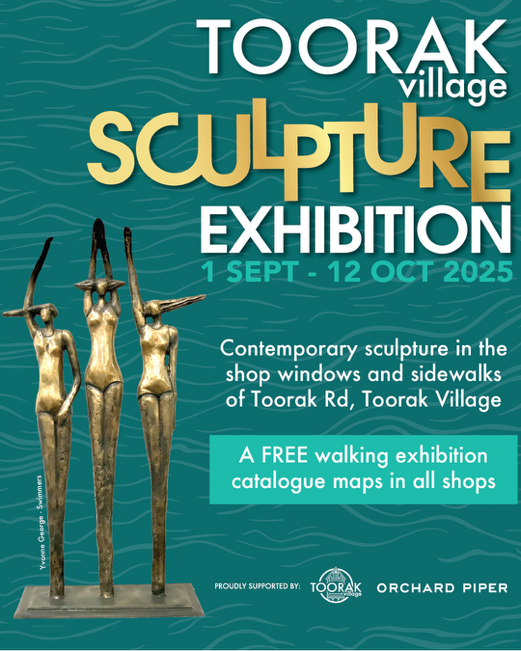 TOORAK
village
SCULPTURE
EXHIBITION
1 SEPT - 12 OCT 2025
Contemporary sculpture in the
shop windows and sidewalks
of Toorak Rd, Toorak Village
A FREE walking exhibition
catalogue maps in all shops
Yvonne George - Swimmers
PROUDLY SUPPORTED BY:
TOORAK
village
ORCHARD PIPER